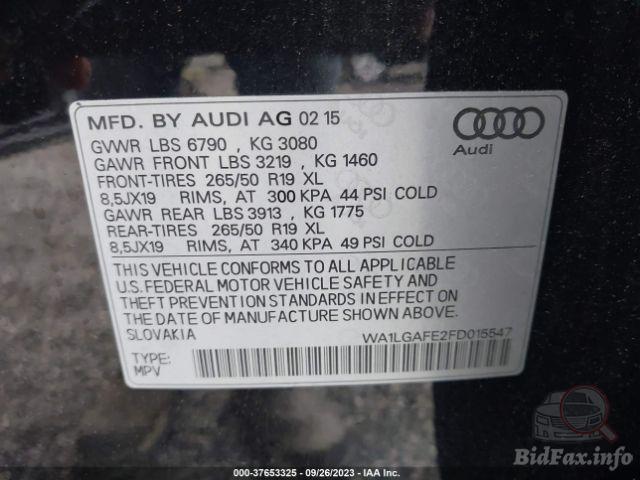 MFD. BY AUDI AG 02 15
Audi
GVWR LBS 6790 , KG 3080
GAWR FRONT LBS 3219 , KG 1460
FRONT-TIRES 265/50 R19 XL
8,5JX19 RIMS, AT 300 KPA 44 PSI COLD
GAWR REAR LBS 3913 , KG 1775
REAR-TIRES 265/50 R19 XL
8,5JX19 RIMS, AT 340 KPA 49 PSI COLD
THIS VEHICLE CONFORMS TO ALL APPLICABLE
U.S. FEDERAL MOTOR VEHICLE SAFETY AND
THEFT PREVENTION STANDARDS IN EFFECT ON
THE DATE OF MANUFACTURE SHOWN ABOVE.
SLOVAKIA
WA1LGAFE2FD015547
TYPE:
MPV
BidFax.info
000-37653325 - 09/26/2023 - IAA Inc.